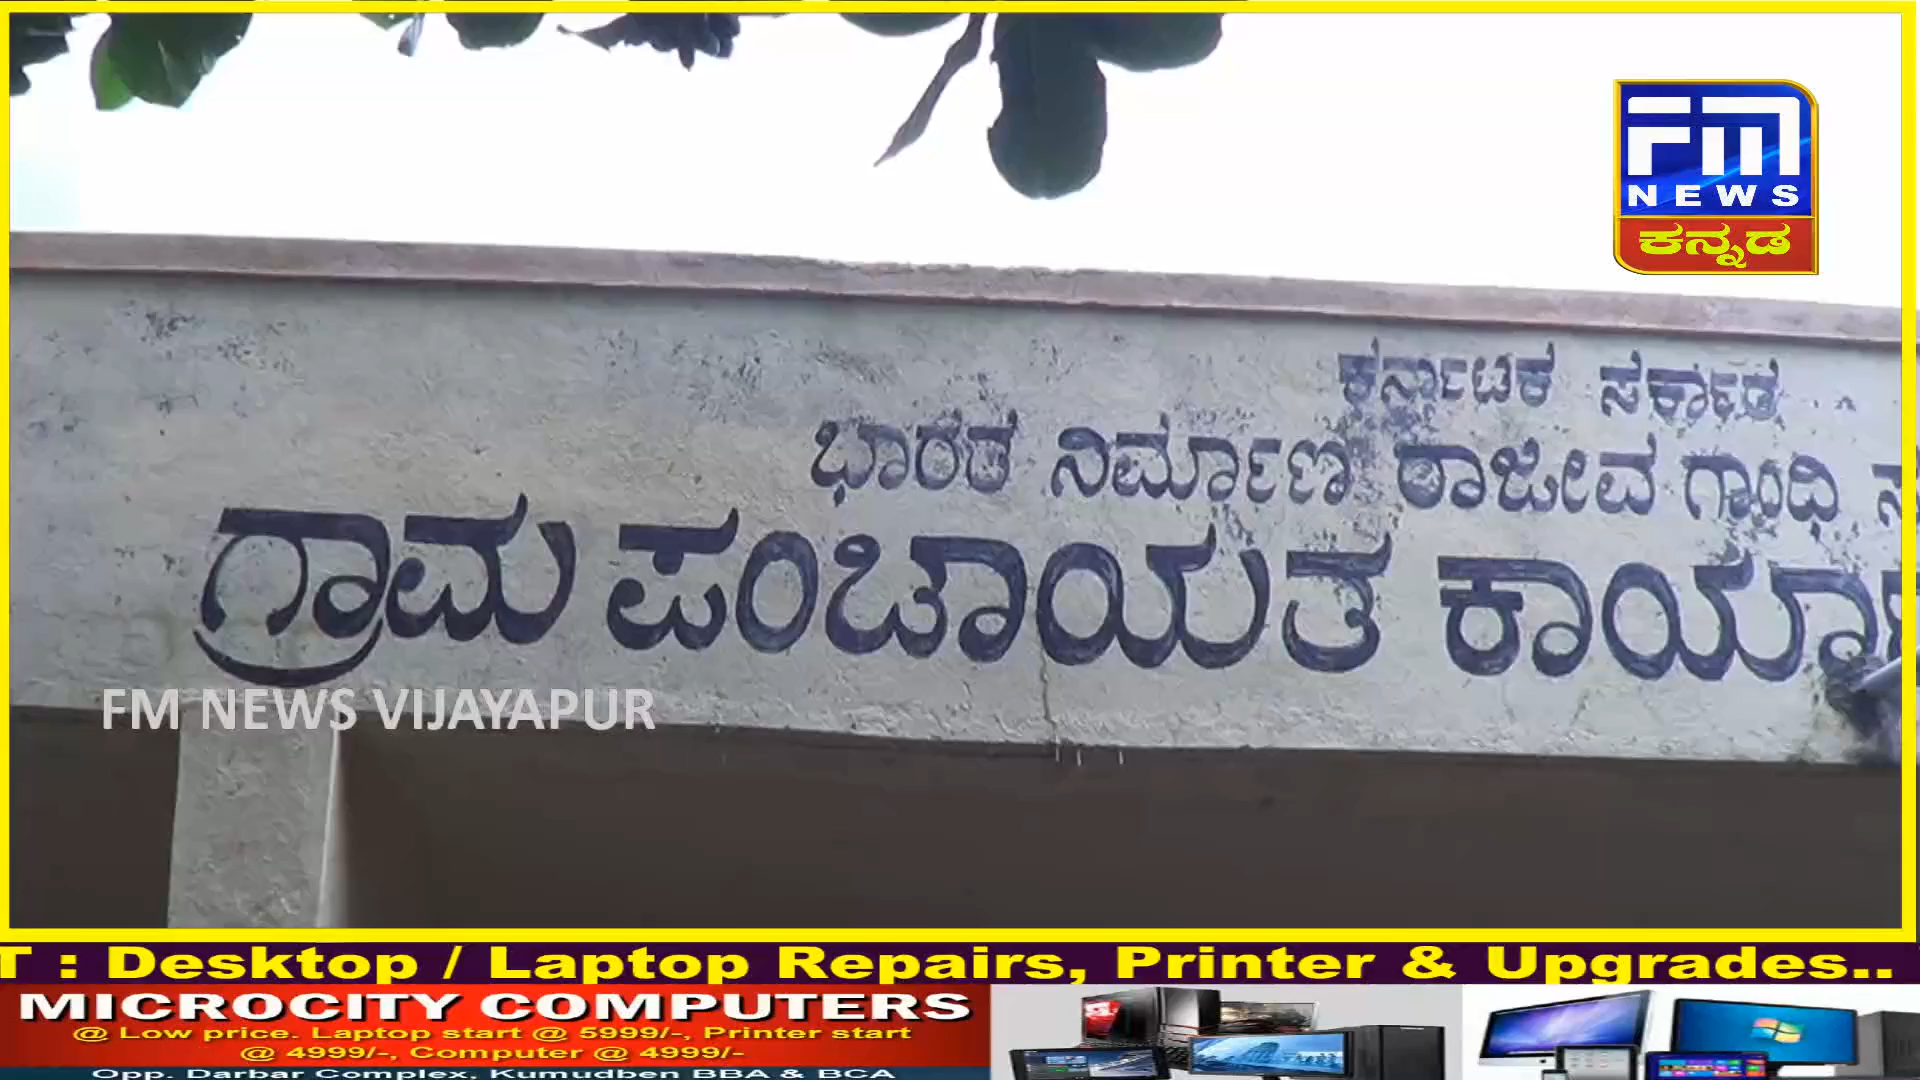 FM
NEWS
ಕನ್ನಡ
ಕರ್ನಾಟಕ ಸರ್ಕಾರ
ಭಾರತ ನಿರ್ಮಾಣ ರಾಜೀವ ಗಾಂಧಿ
ಗ್ರಾಮ ಪಂಚಾಯತ
FM NEWS VIJAYAPUR
: Desktop / Laptop Repairs, Printer & Upgrades..
MICROCITY COMPUTERS
@ Low price. Laptop start @ 5999/-, Printer start
@ 4999/-, Computer @ 4999/-
Opp. Darbar Complex, Kumudben BBA & BCA